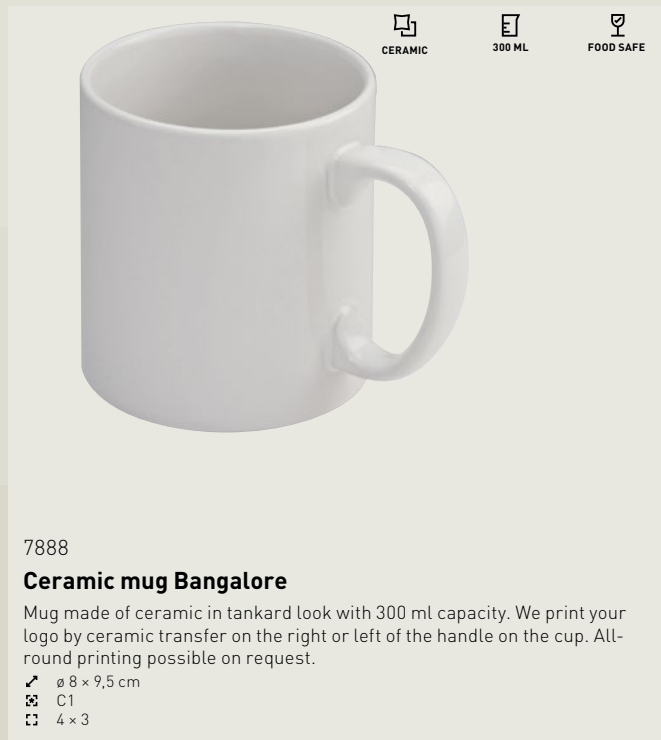 CERAMIC
300 ML
FOOD SAFE
7888
Ceramic mug Bangalore
Mug made of ceramic in tankard look with 300 ml capacity. We print your
logo by ceramic transfer on the right or left of the handle on the cup. All-
round printing possible on request.
ø 8 × 9,5 cm
C1
4 × 3